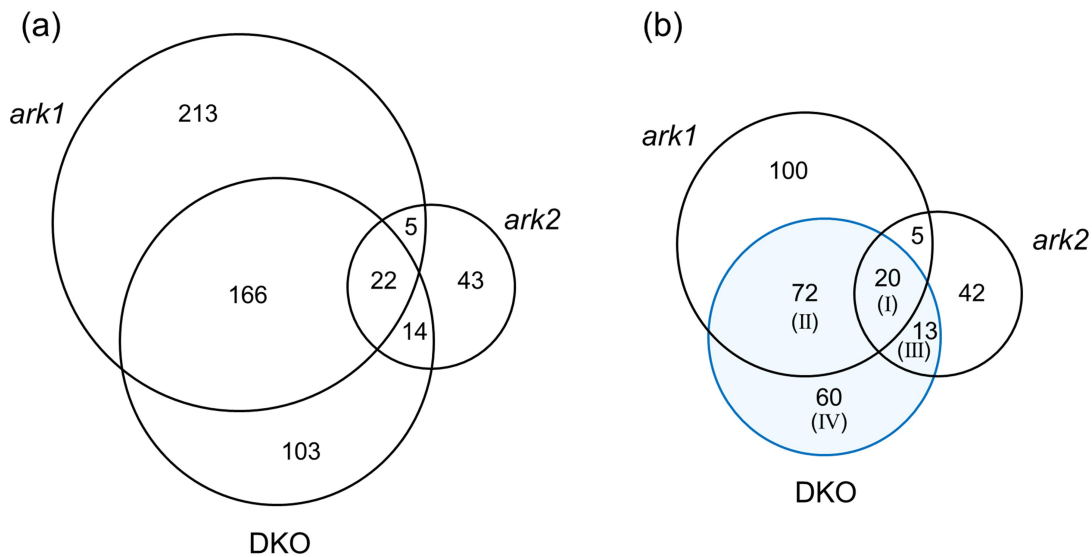 (a)
ark1
213
5
ark2
166
22
43
14
103
DKO
(b)
ark1
100
5
ark2
72
(II)
20
(I)
42
13
(III)
60
(IV)
DKO